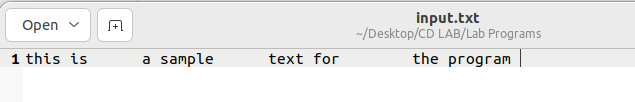 Open
input.txt
~/Desktop/CD LAB/Lab Programs
1 this is      a sample      text for        the program